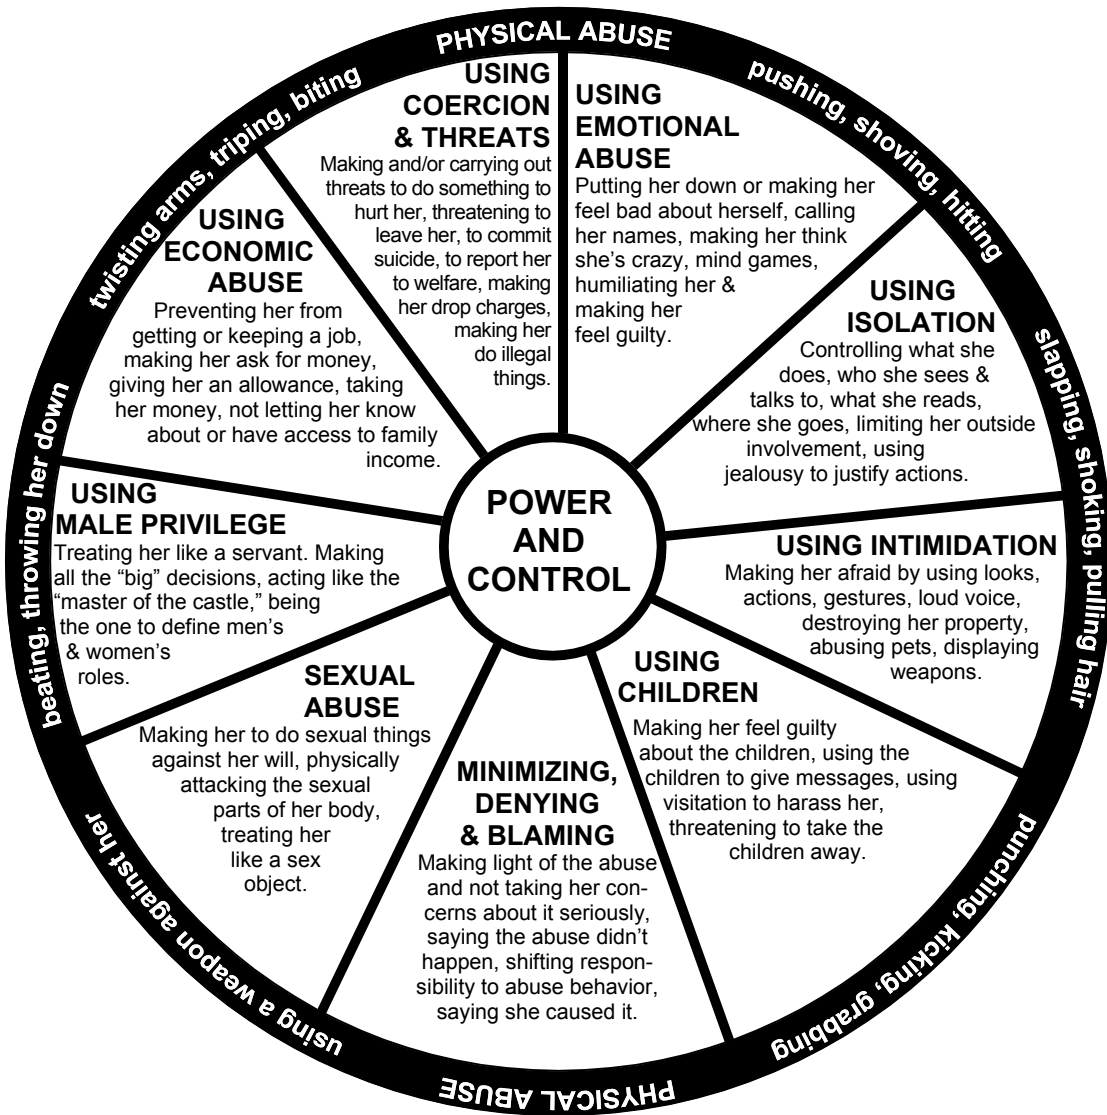 PHYSICAL ABUSE
pushing, shoving, hitting
slapping, shoking, pulling hair
punching, kicking, grabbing
PHYSICAL ABUSE
using a weapon against her
beating, throwing her down
twisting arms, triping, biting
POWER
AND
CONTROL
USING
COERCION
& THREATS
Making and/or carrying out
threats to do something to
hurt her, threatening to
leave her, to commit
suicide, to report her
to welfare, making
her drop charges,
making her
do illegal
things.
USING
EMOTIONAL
ABUSE
Putting her down or making her
feel bad about herself, calling
her names, making her think
she's crazy, mind games,
humiliating her &
making her
feel guilty.
USING
ISOLATION
Controlling what she
does, who she sees &
talks to, what she reads,
where she goes, limiting her outside
involvement, using
jealousy to justify actions.
USING INTIMIDATION
Making her afraid by using looks,
actions, gestures, loud voice,
destroying her property,
abusing pets, displaying
weapons.
USING
CHILDREN
Making her feel guilty
about the children, using the
children to give messages, using
visitation to harass her,
threatening to take the
children away.
MINIMIZING,
DENYING
& BLAMING
Making light of the abuse
and not taking her con-
cerns about it seriously,
saying the abuse didn't
happen, shifting respon-
sibility to abuse behavior,
saying she caused it.
SEXUAL
ABUSE
Making her to do sexual things
against her will, physically
attacking the sexual
parts of her body,
treating her
like a sex
object.
USING
MALE PRIVILEGE
Treating her like a servant. Making
all the “big” decisions, acting like the
“master of the castle,” being
the one to define men's
& women's
roles.
USING
ECONOMIC
ABUSE
Preventing her from
getting or keeping a job,
making her ask for money,
giving her an allowance, taking
her money, not letting her know
about or have access to family
income.